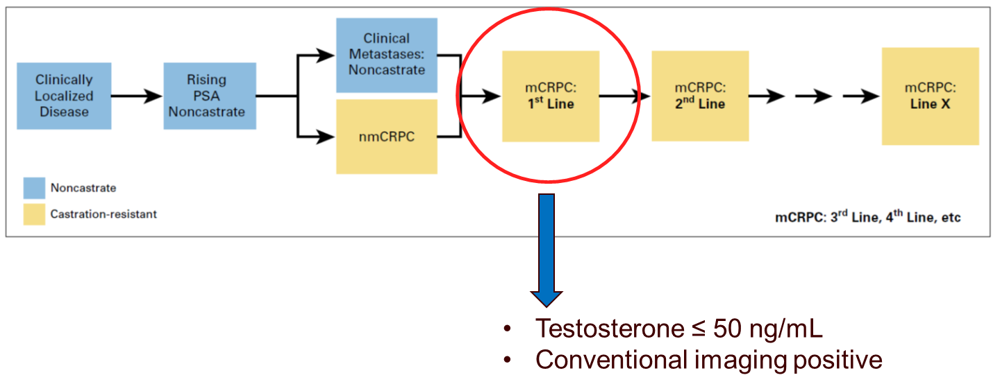 Clinically
Localized
Disease
Rising
PSA
Noncastrate
Clinical
Metastases:
Noncastrate
nmCRPC
mCRPC:
1st Line
mCRPC:
2nd Line
mCRPC:
Line X
Noncastrate
Castration-resistant
mCRPC: 3rd Line, 4th Line, etc
• Testosterone ≤ 50 ng/mL
• Conventional imaging positive